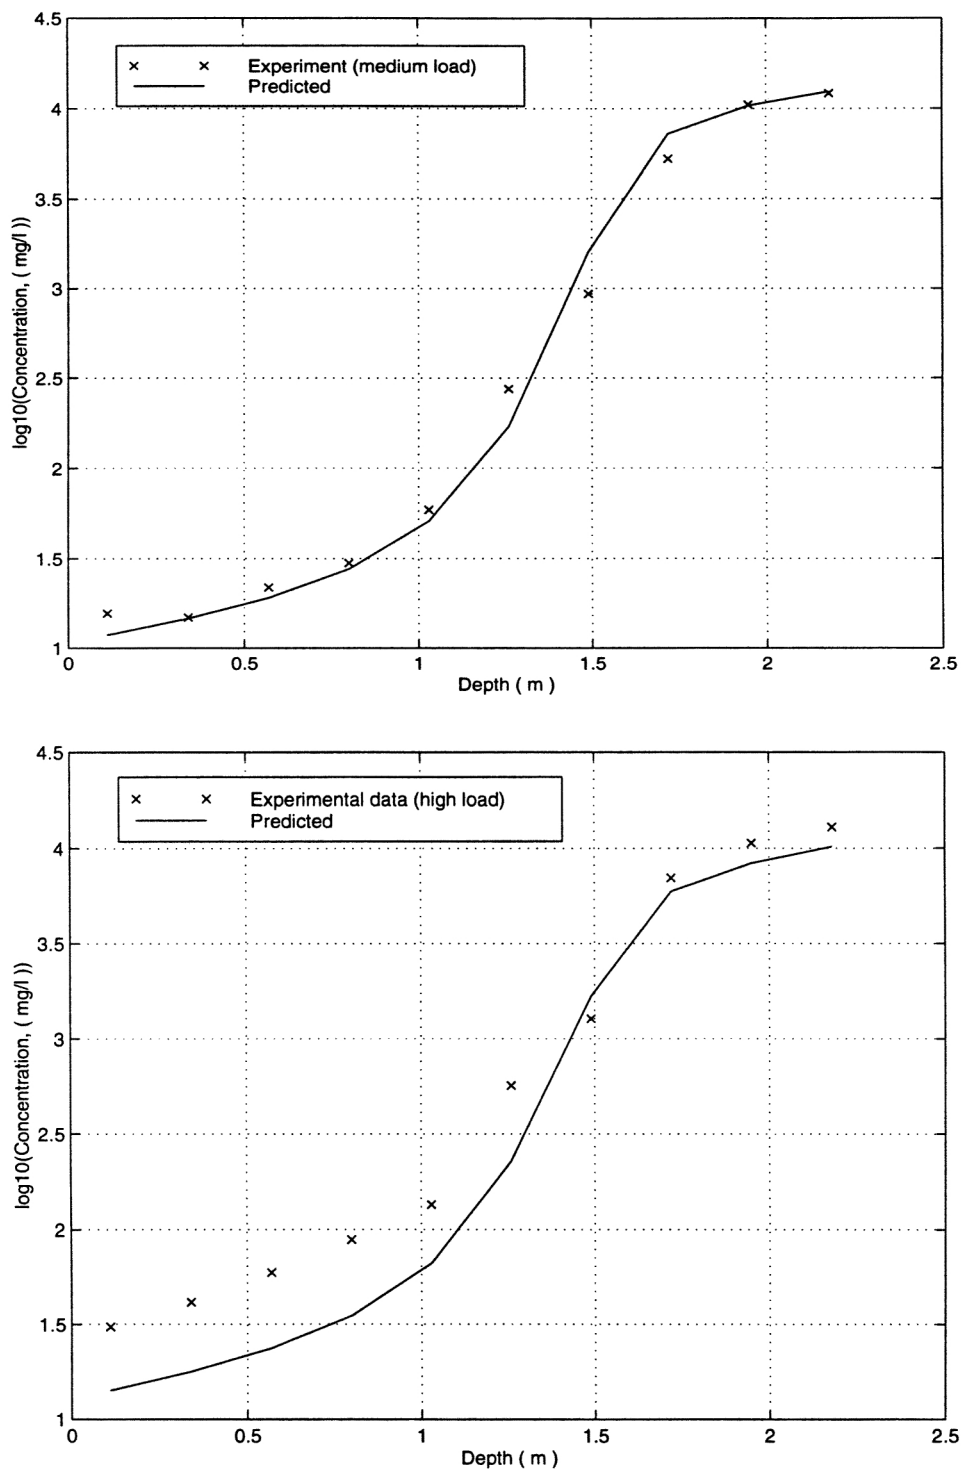 4.5
× × Experiment (medium load)
Predicted
4
3.5
3
2.5
2
1.5
1
log10(Concentration, ( mg/l ))
0 0.5 1 1.5 2 2.5
Depth ( m )
4.5
× × Experimental data (high load)
Predicted
4
3.5
3
2.5
2
1.5
1
log10(Concentration, ( mg/l ))
0 0.5 1 1.5 2 2.5
Depth ( m )